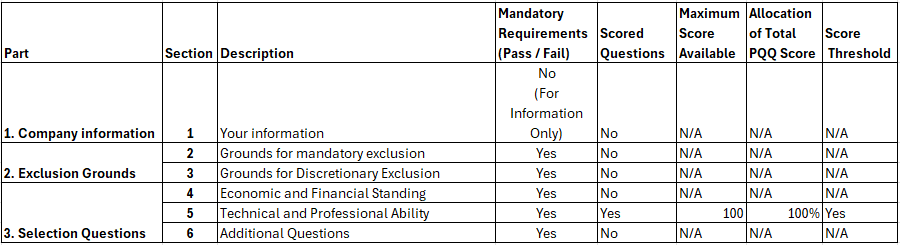 Part Section Description Mandatory Requirements (Pass / Fail) Scored Questions Maximum Score Available Allocation of Total PQQ Score Score Threshold
1. Company information 1 Your information No (For Information Only) No N/A N/A N/A
2. Exclusion Grounds 2 Grounds for mandatory exclusion Yes No N/A N/A N/A
3 Grounds for Discretionary Exclusion Yes No N/A N/A N/A
3. Selection Questions 4 Economic and Financial Standing Yes No N/A N/A N/A
5 Technical and Professional Ability Yes Yes 100 100% Yes
6 Additional Questions Yes No N/A N/A N/A